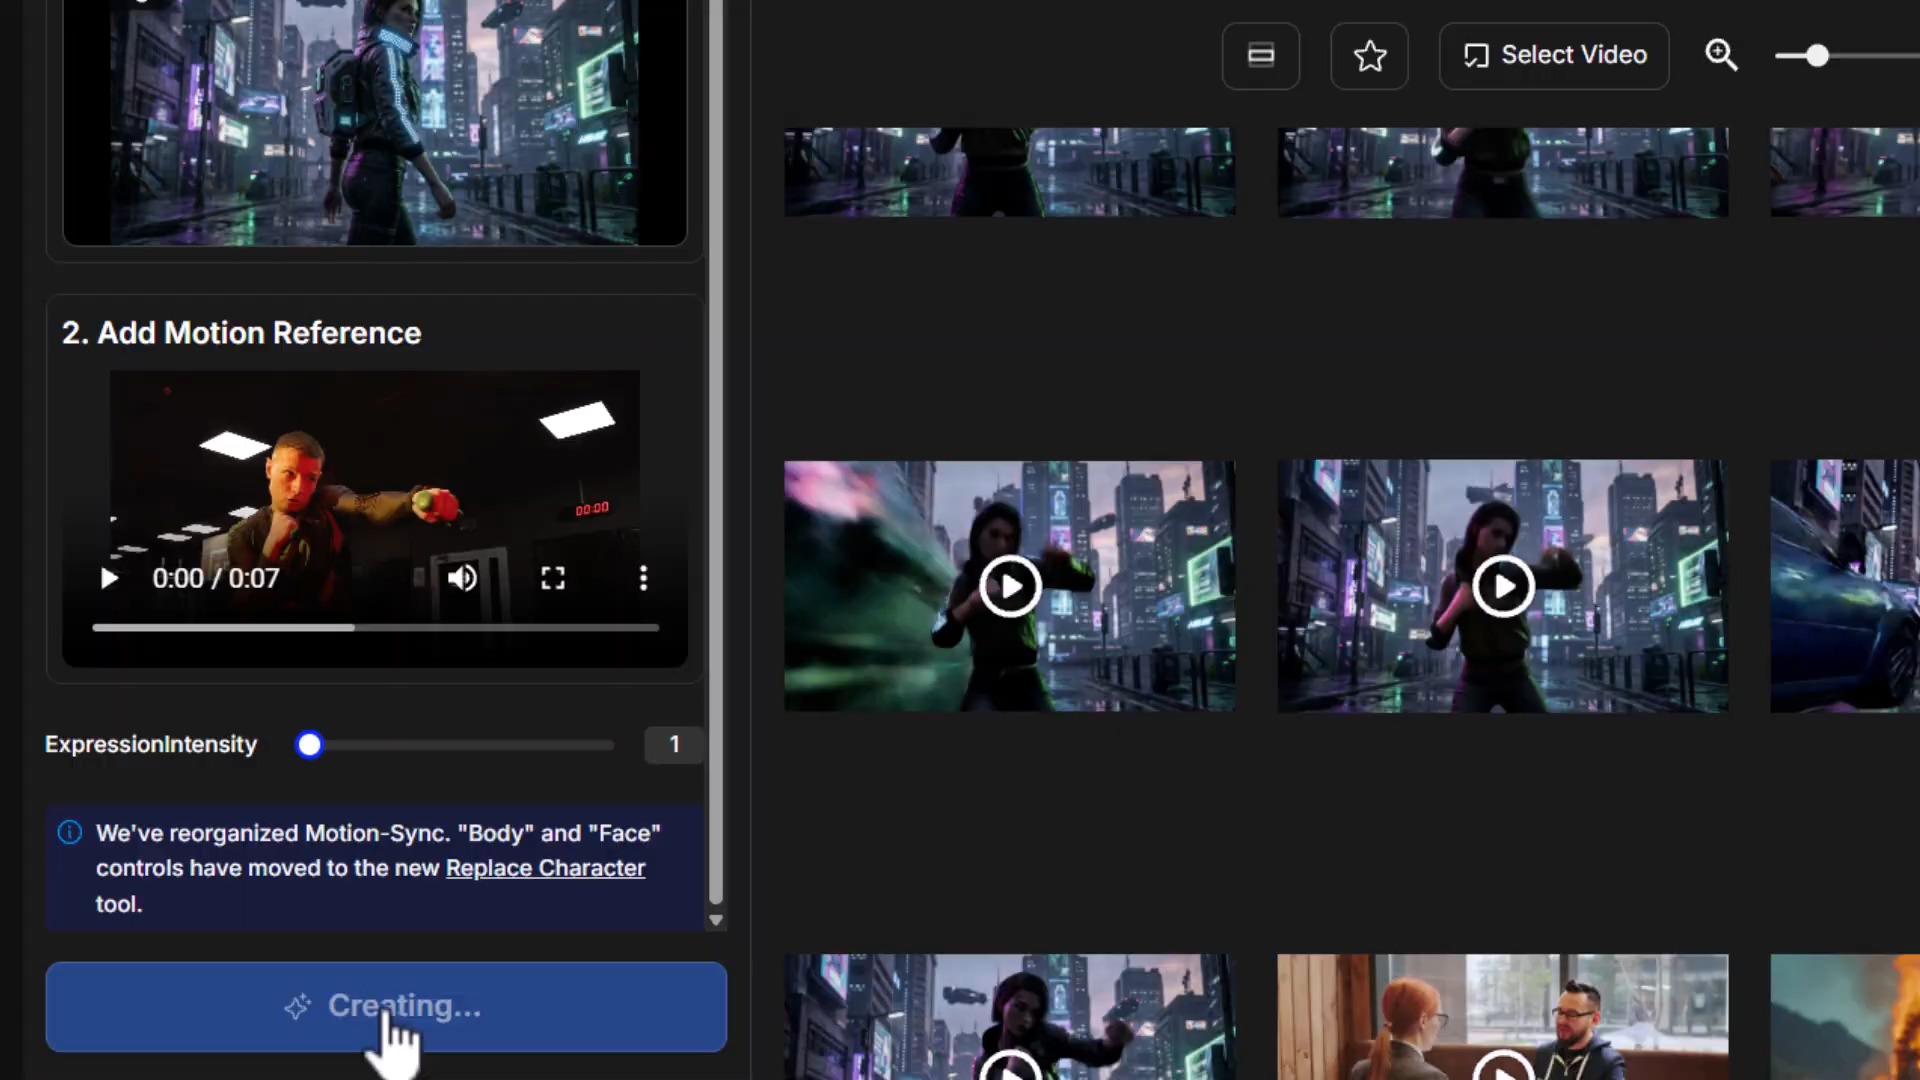 Select Video
2. Add Motion Reference
00:00
0:00 / 0:07
ExpressionIntensity
1
We've reorganized Motion-Sync. "Body" and "Face"
controls have moved to the new Replace Character
tool.
Creating...